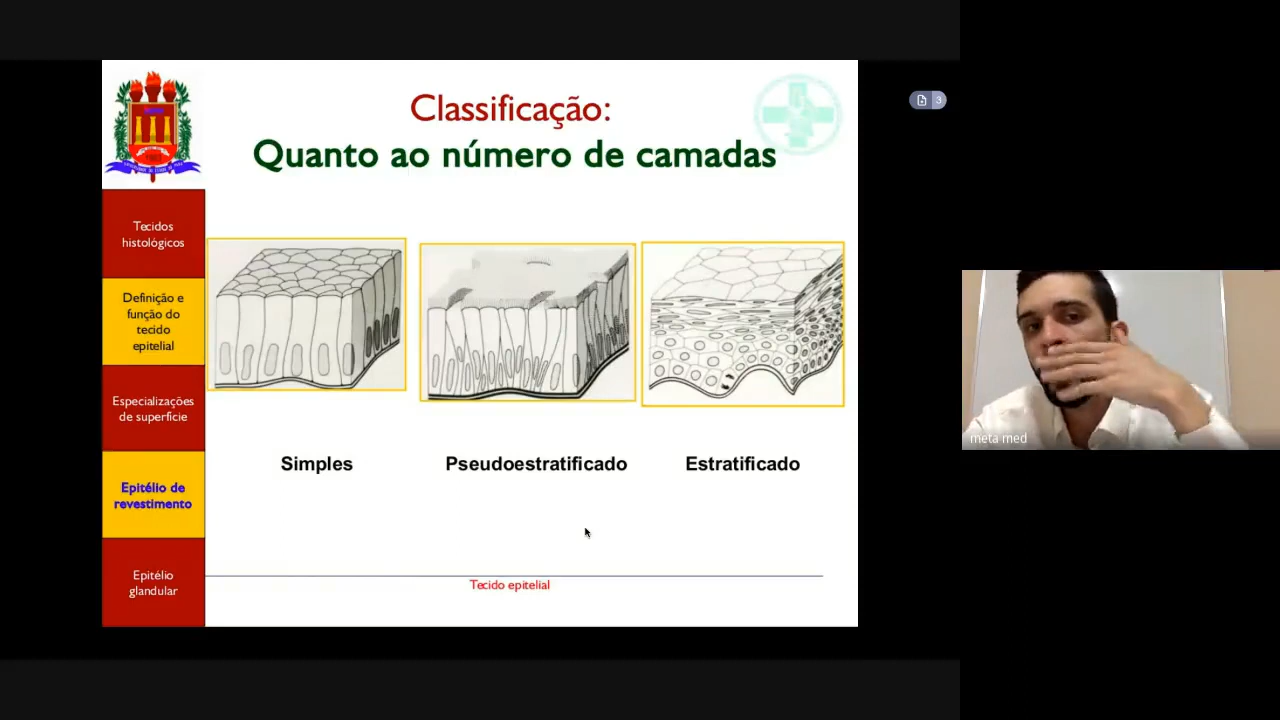 Classificação:
Quanto ao número de camadas
3
Tecidos
histológicos
Definição e
função do
tecido
epitelial
Especializações
de superfície
Epitélio de
revestimento
Epitélio
glandular
Simples
Pseudoestratificado
Estratificado
Tecido epitelial
meta med